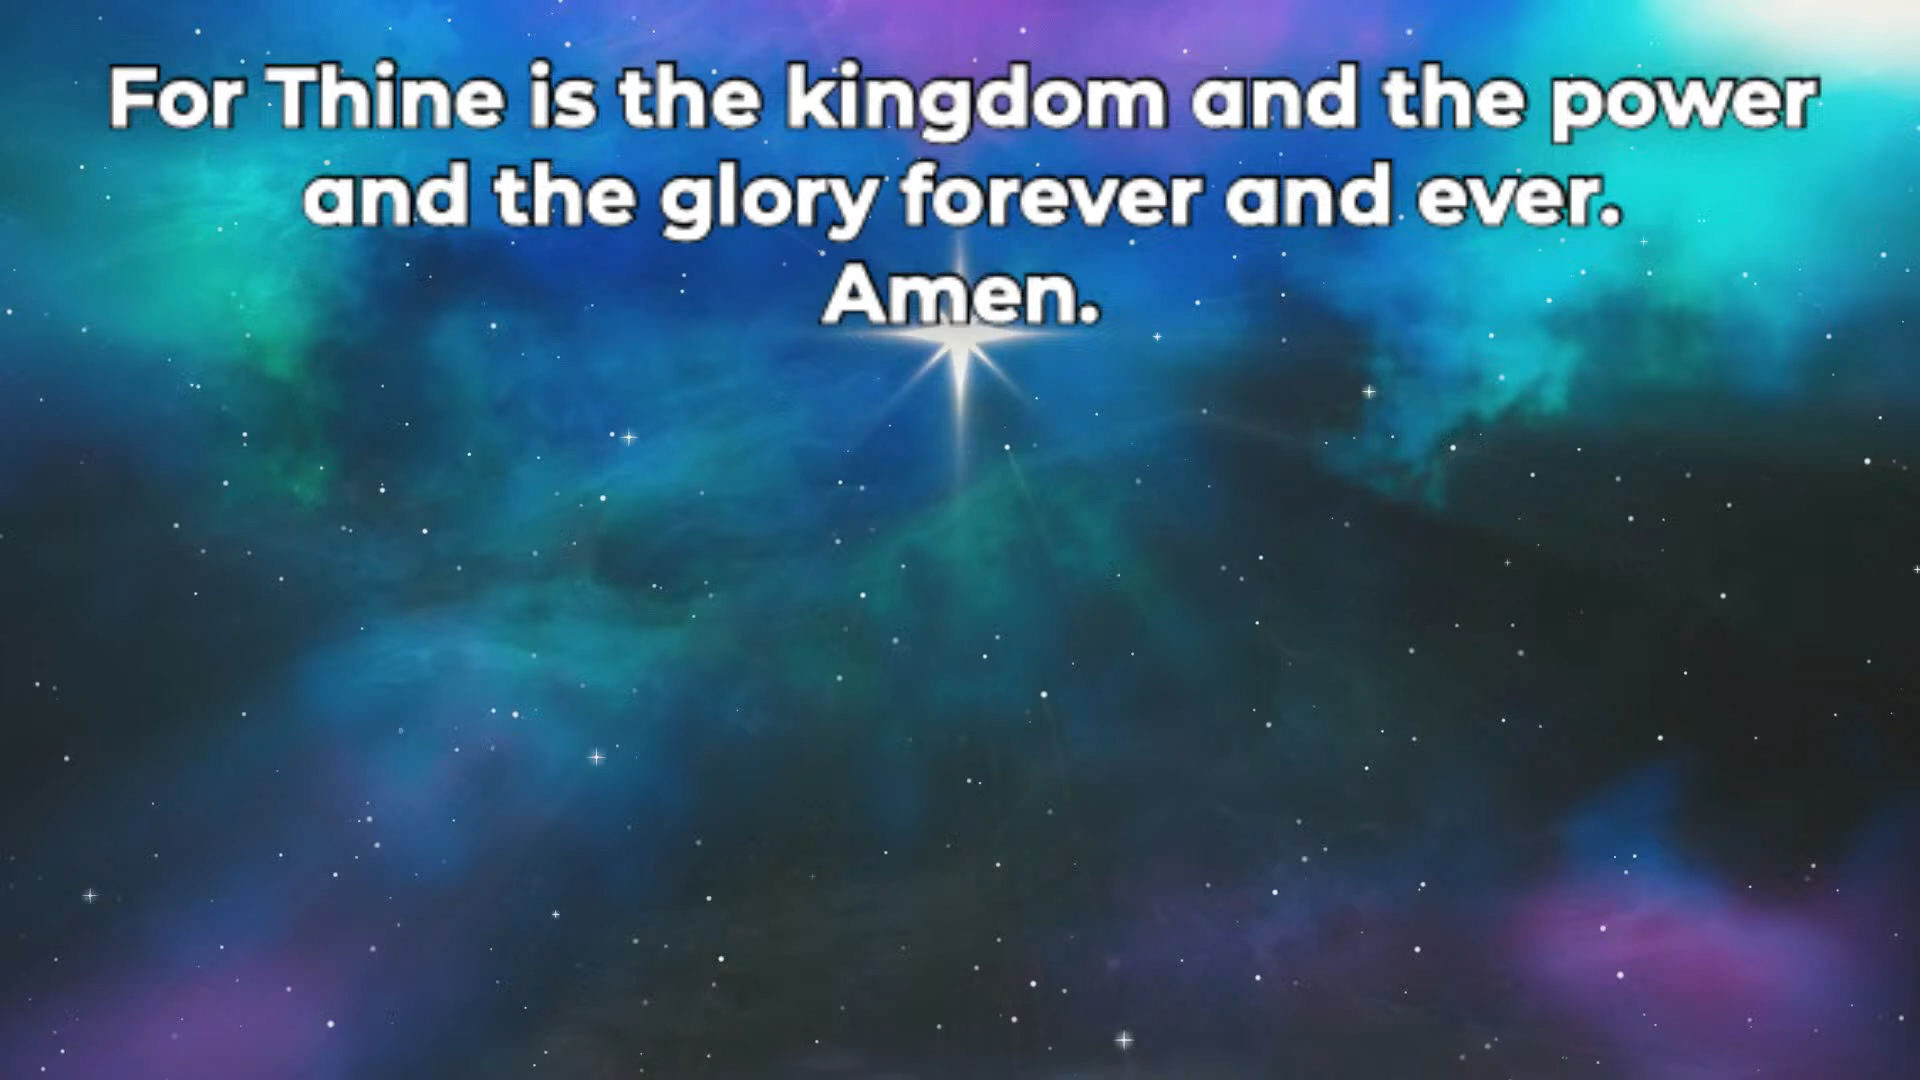 For Thine is the kingdom and the power
and the glory forever and ever.
Amen.